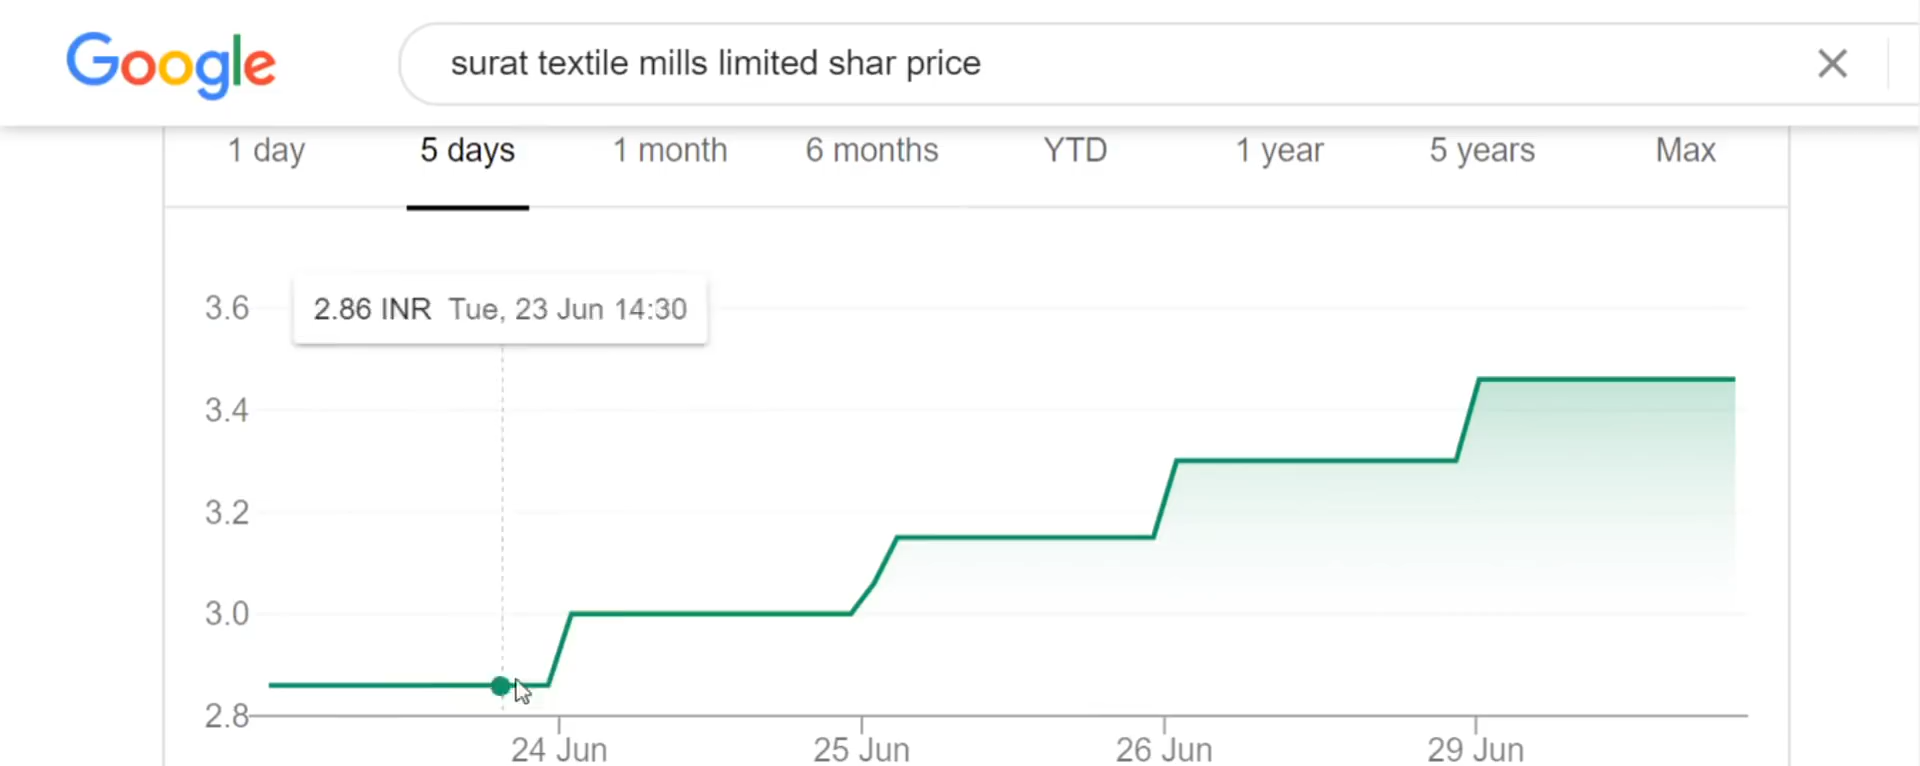 Google
surat textile mills limited shar price
1 day 5 days 1 month 6 months YTD 1 year 5 years Max
2.86 INR Tue, 23 Jun 14:30
3.6
3.4
3.2
3.0
2.8
24 Jun 25 Jun 26 Jun 29 Jun